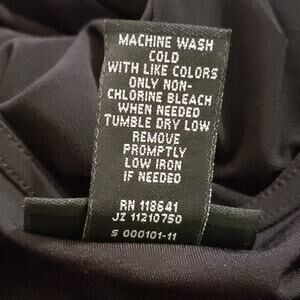 MACHINE WASH
COLD
WITH LIKE COLORS
ONLY NON-
CHLORINE BLEACH
WHEN NEEDED
TUMBLE DRY LOW
REMOVE
PROMPTLY
LOW IRON
IF NEEDED
RN 118641
JZ 11210750
S 000101-11